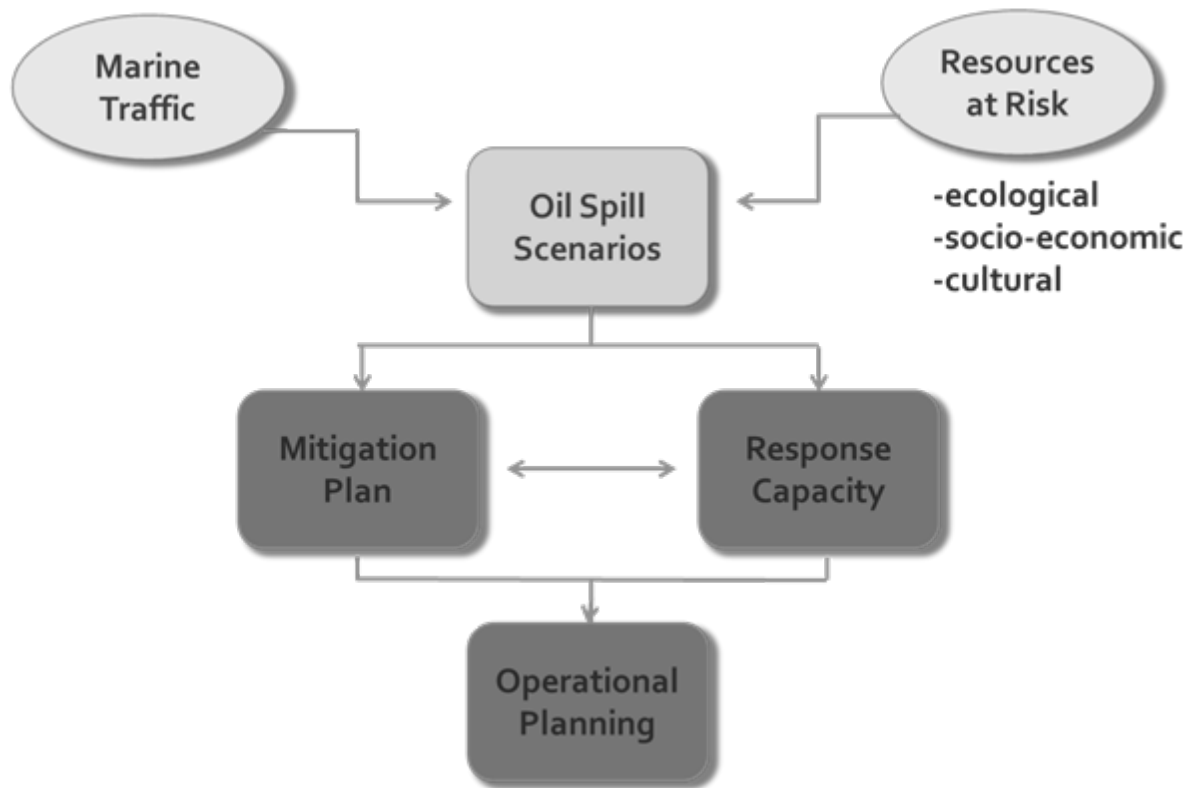 Marine
Traffic
Resources
at Risk
-ecological
-socio-economic
-cultural
Oil Spill
Scenarios
Mitigation
Plan
Response
Capacity
Operational
Planning